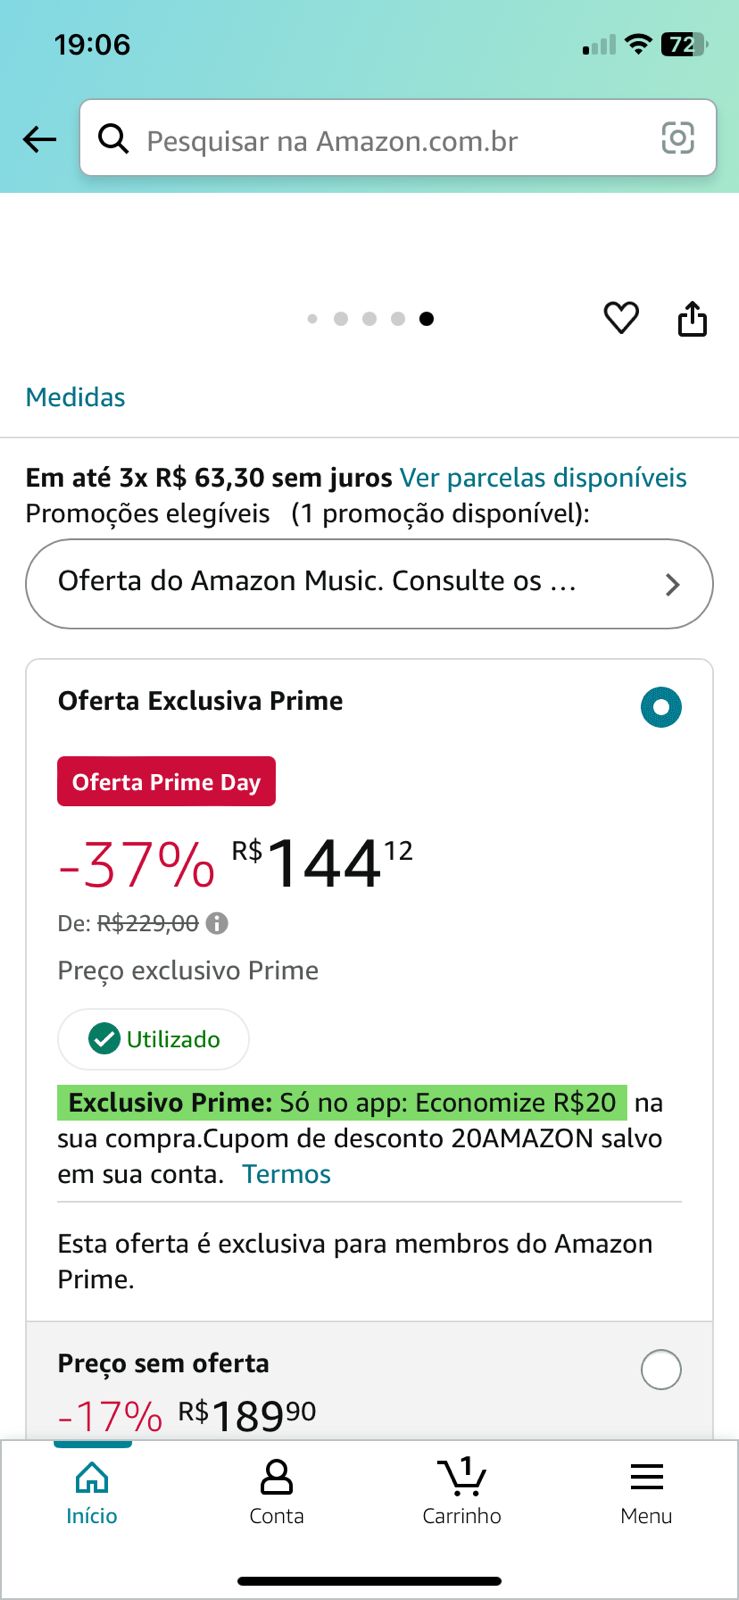 19:06
72
Pesquisar na Amazon.com.br
Medidas
Em até 3x R$ 63,30 sem juros Ver parcelas disponíveis
Promoções elegíveis (1 promoção disponível):
Oferta do Amazon Music. Consulte os ...
Oferta Exclusiva Prime
Oferta Prime Day
-37% R$144 12
De: R$229,00
Preço exclusivo Prime
Utilizado
Exclusivo Prime: Só no app: Economize R$20 na
sua compra.Cupom de desconto 20AMAZON salvo
em sua conta. Termos
Esta oferta é exclusiva para membros do Amazon
Prime.
Preço sem oferta
-17% R$189 90
1
Início Conta Carrinho Menu